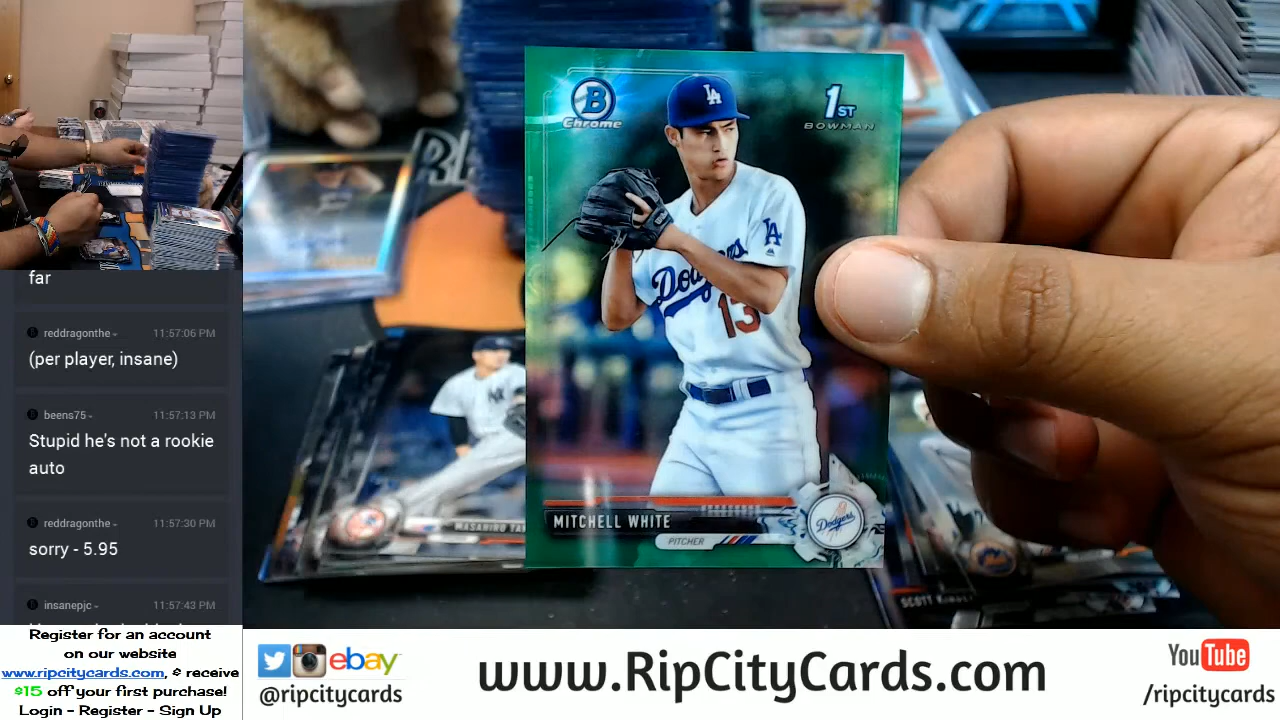 far
reddragonthe
11:57:06 PM
(per player, insane)
beens75
11:57:13 PM
Stupid he's not a rookie
auto
reddragonthe
11:57:30 PM
sorry - 5.95
insanepjc
11:57:43 PM
Register for an account
on our website
www.ripcitycards.com, & receive
$15 off your first purchase!
Login - Register - Sign Up
B
Chrome
1ST
BOWMAN
LA
LA
Dodgers
13
MITCHELL WHITE
PITCHER
Dodgers
MASAHIRO
SCOTT
ebay
@ripcitycards
www.RipCityCards.com
YouTube
/ripcitycards